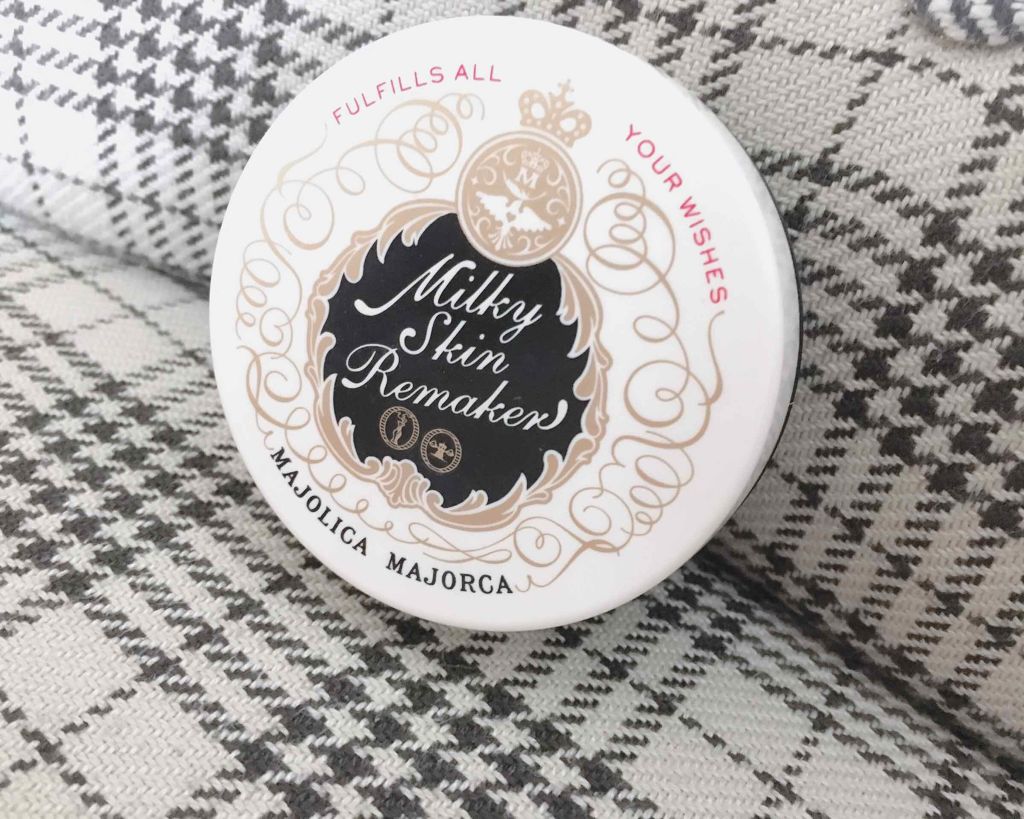 FULFILLS ALL YOUR WISHES
M
Milky
Skin
Remaker
MAJOLICA MAJORCA